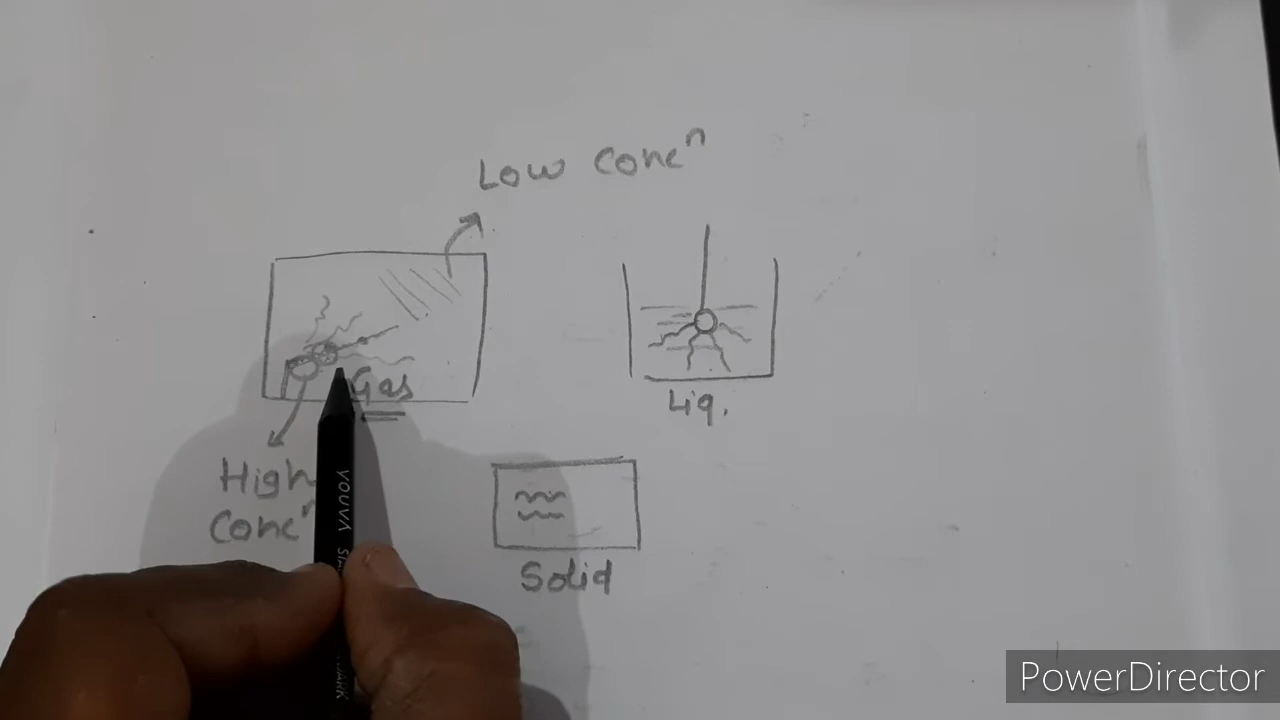 Low Concⁿ
Gas
Liq.
High
Concⁿ
Solid
YOUVA
PowerDirector